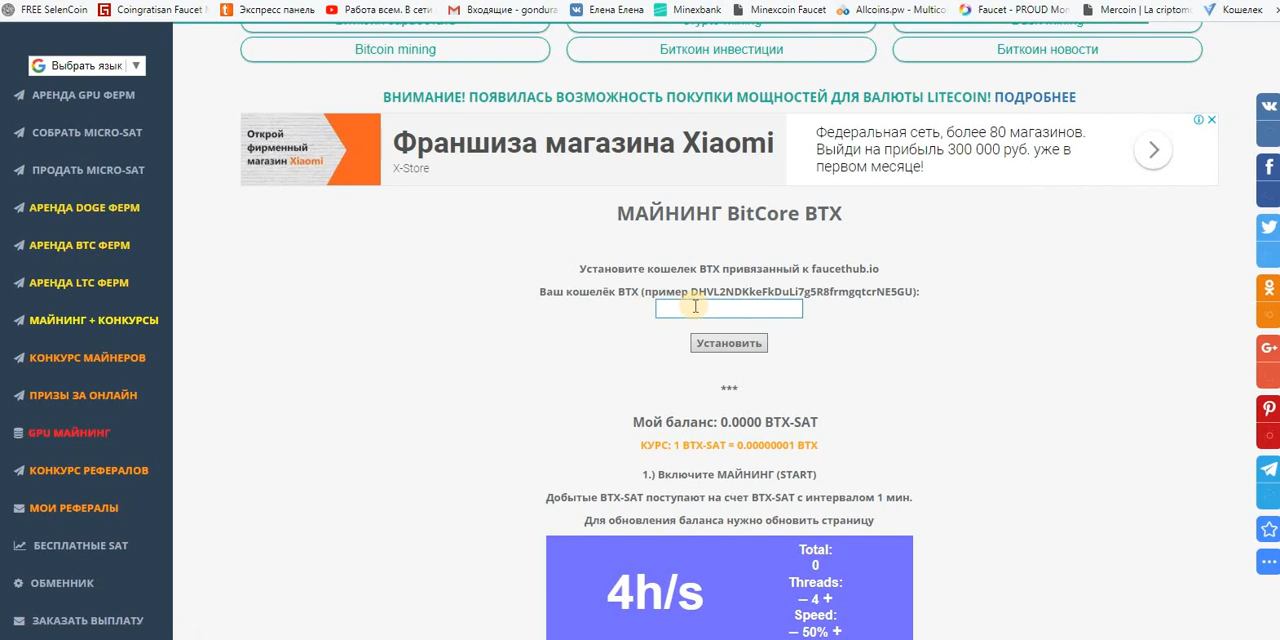 FREE SelenCoin
Coingratisan Faucet
Экспресс панель
Работа всем. В сети
Входящие - gondura
Елена Елена
Minexbank
Minexcoin Faucet
Allcoins.pw - Multico
Faucet - PROUD Mon
Mercoin | La criptom
Кошелек
Bitcoin mining
Биткоин инвестиции
Биткоин новости
Выбрать язык ▼
АРЕНДА GPU ФЕРМ
СОБРАТЬ MICRO-SAT
ПРОДАТЬ MICRO-SAT
АРЕНДА DOGE ФЕРМ
АРЕНДА BTC ФЕРМ
АРЕНДА LTC ФЕРМ
МАЙНИНГ + КОНКУРСЫ
КОНКУРС МАЙНЕРОВ
ПРИЗЫ ЗА ОНЛАЙН
GPU МАЙНИНГ
КОНКУРС РЕФЕРАЛОВ
МОИ РЕФЕРАЛЫ
БЕСПЛАТНЫЕ SAT
ОБМЕННИК
ЗАКАЗАТЬ ВЫПЛАТУ
ВНИМАНИЕ! ПОЯВИЛАСЬ ВОЗМОЖНОСТЬ ПОКУПКИ МОЩНОСТЕЙ ДЛЯ ВАЛЮТЫ LITECOIN! ПОДРОБНЕЕ
Открой
фирменный
магазин Xiaomi
Франшиза магазина Xiaomi
X-Store
Федеральная сеть, более 80 магазинов.
Выйди на прибыль 300 000 руб. уже в
первом месяце!
МАЙНИНГ BitCore BTX
Установите кошелек BTX привязанный к faucethub.io
Ваш кошелёк BTX (пример DHVL2NDKkeFkDuLi7g5R8frmgqtcrNE5GU):
Установить
***
Мой баланс: 0.0000 BTX-SAT
КУРС: 1 BTX-SAT = 0.00000001 BTX
1.) Включите МАЙНИНГ (START)
Добытые BTX-SAT поступают на счет BTX-SAT с интервалом 1 мин.
Для обновления баланса нужно обновить страницу
4h/s
Total:
0
Threads:
– 4 +
Speed:
– 50% +